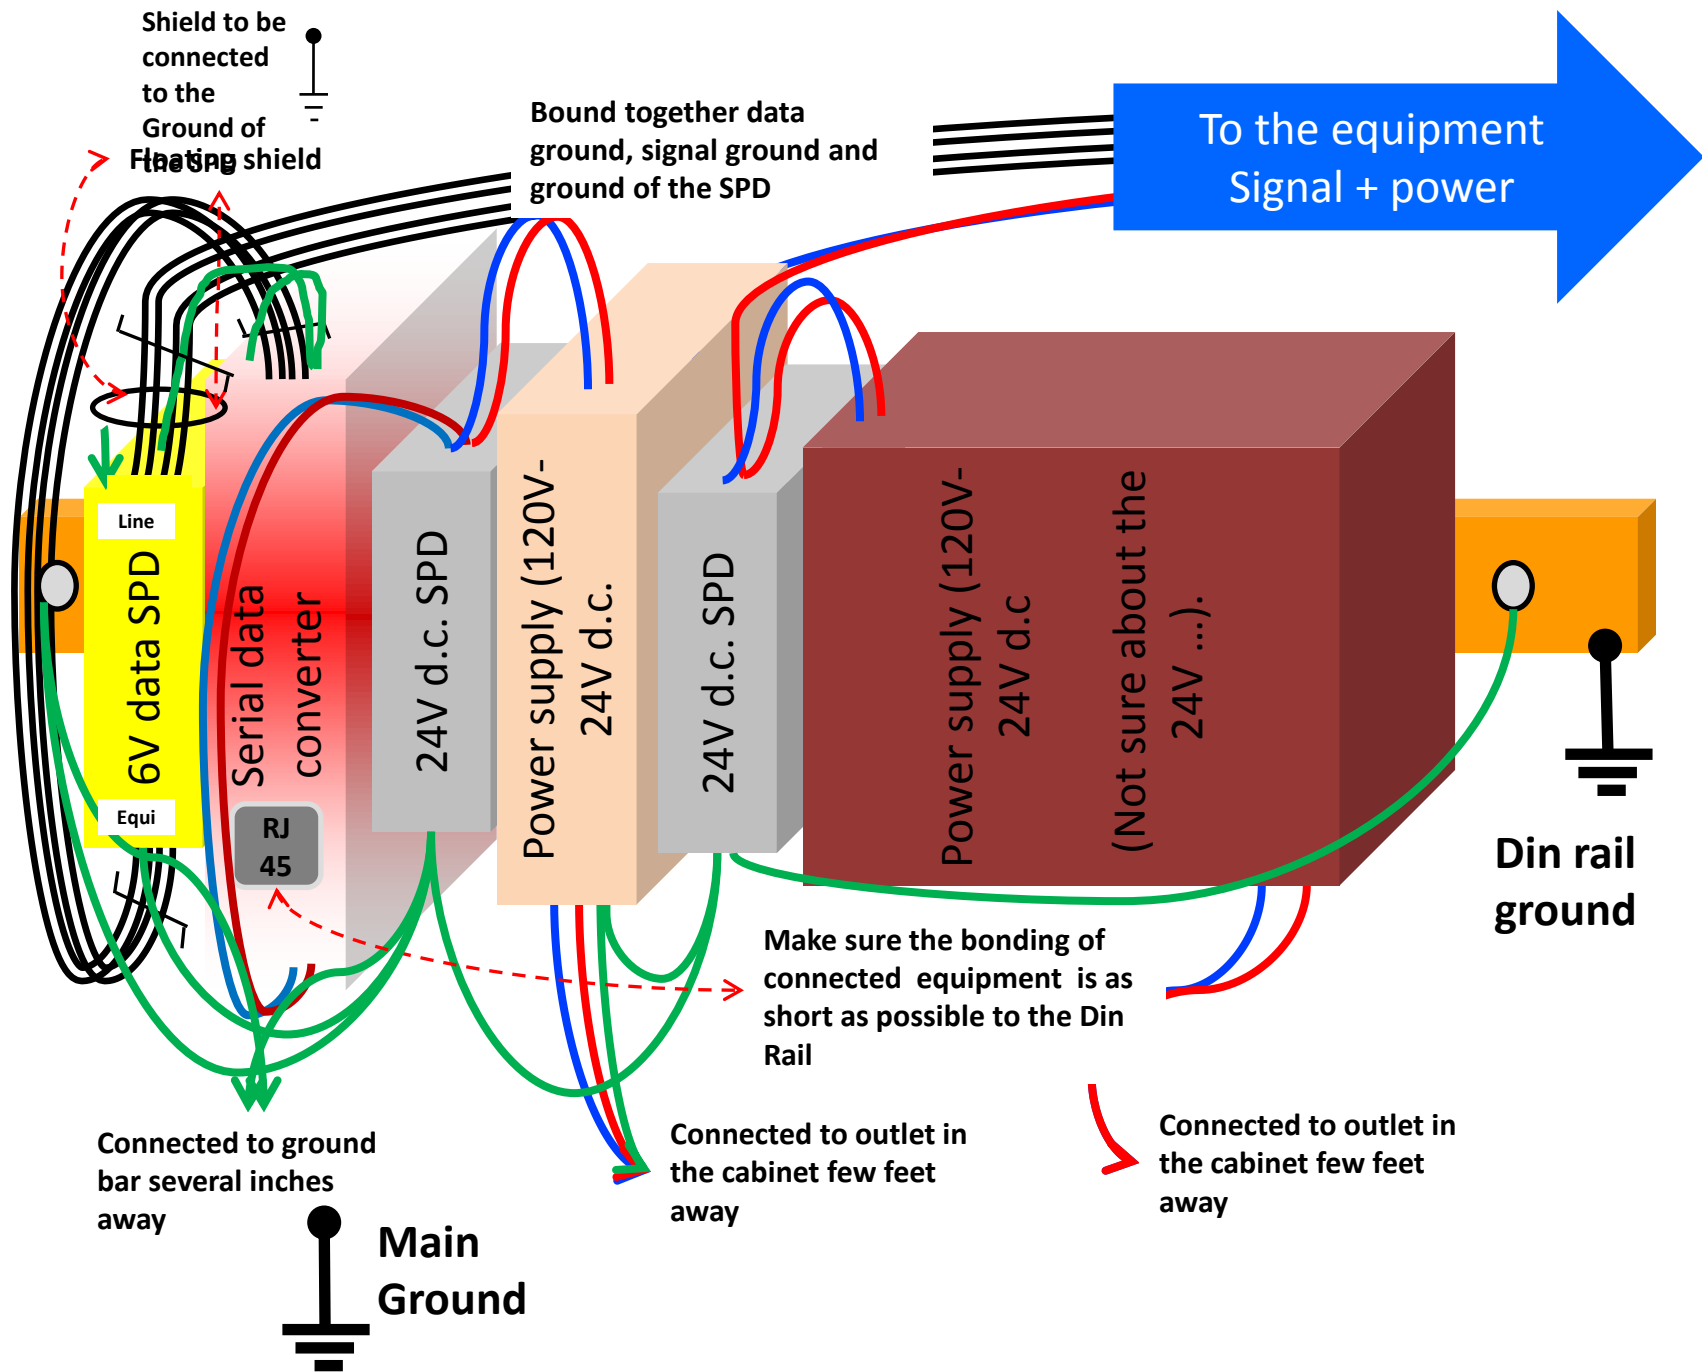 Shield to be
connected
to the
Ground of
the SPD
Floating shield
Bound together data
ground, signal ground and
ground of the SPD
To the equipment
Signal + power
Line
6V data SPD
Equi
Serial data
converter
RJ
45
24V d.c. SPD
Power supply (120V-
24V d.c.
24V d.c. SPD
Power supply (120V-
24V d.c
(Not sure about the
24V ...).
Din rail
ground
Make sure the bonding of
connected equipment is as
short as possible to the Din
Rail
Connected to ground
bar several inches
away
Connected to outlet in
the cabinet few feet
away
Connected to outlet in
the cabinet few feet
away
Main
Ground